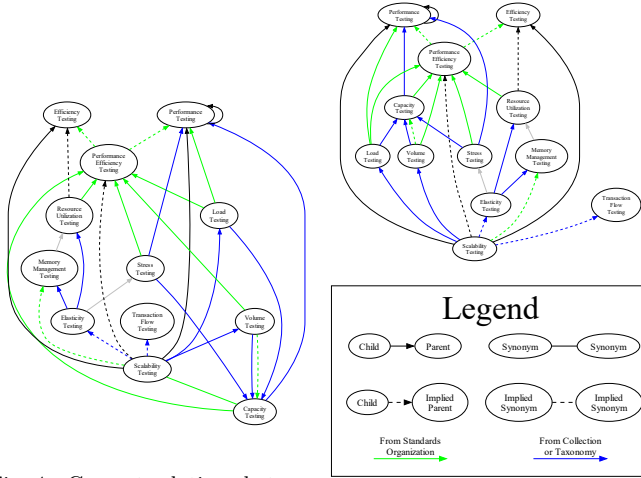 Performance
Testing
Efficiency
Testing
Performance
Efficiency
Testing
Capacity
Testing
Resource
Utilization
Testing
Load
Testing
Volume
Testing
Stress
Testing
Memory
Management
Testing
Elasticity
Testing
Transaction
Flow
Testing
Scalability
Testing
Efficiency
Testing
Performance
Testing
Performance
Efficiency
Testing
Resource
Utilization
Testing
Load
Testing
Memory
Management
Testing
Stress
Testing
Elasticity
Testing
Transaction
Flow
Testing
Volume
Testing
Scalability
Testing
Capacity
Testing
Legend
Child
Parent
Synonym
Synonym
Child
Implied
Parent
Implied
Synonym
Implied
Synonym
From Standards
Organization
From Collection
or Taxonomy